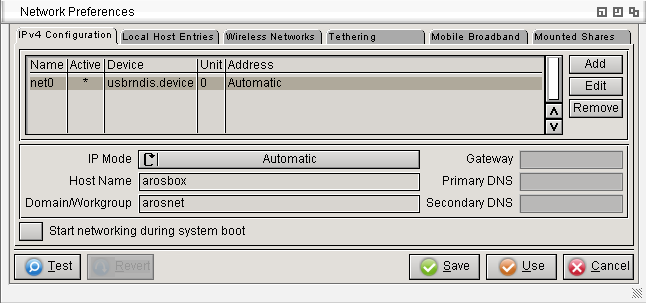 Network Preferences
IPv4 Configuration Local Host Entries Wireless Networks Tethering Mobile Broadband Mounted Shares
Name Active Device Unit Address
net0 * usbrndis.device 0 Automatic
Add
Edit
Remove
IP Mode Automatic Gateway
Host Name arosbox Primary DNS
Domain/Workgroup arosnet Secondary DNS
Start networking during system boot
Test Revert Save Use Cancel